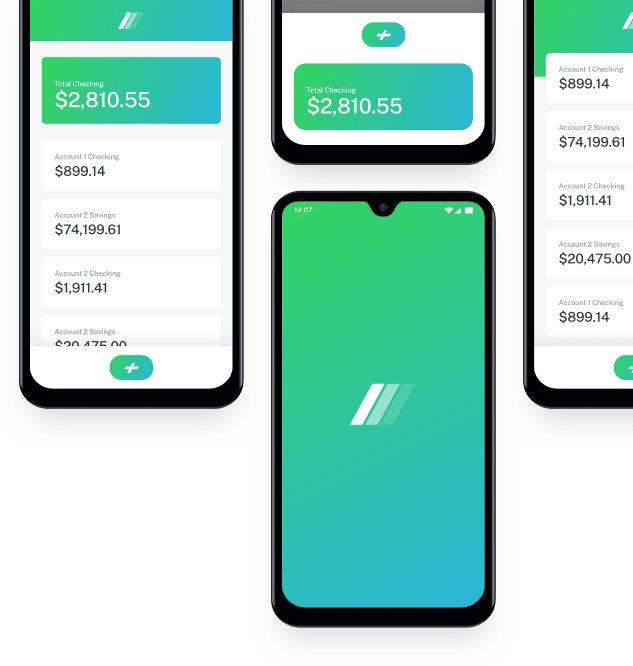 Total Checking
$2,810.55
Account 1 Checking
$899.14
Account 2 Savings
$74,199.61
Account 2 Checking
$1,911.41
Account 2 Savings
$20,475.00
Total Checking
$2,810.55
14:07
Account 1 Checking
$899.14
Account 2 Savings
$74,199.61
Account 2 Checking
$1,911.41
Account 2 Savings
$20,475.00
Account 1 Checking
$899.14